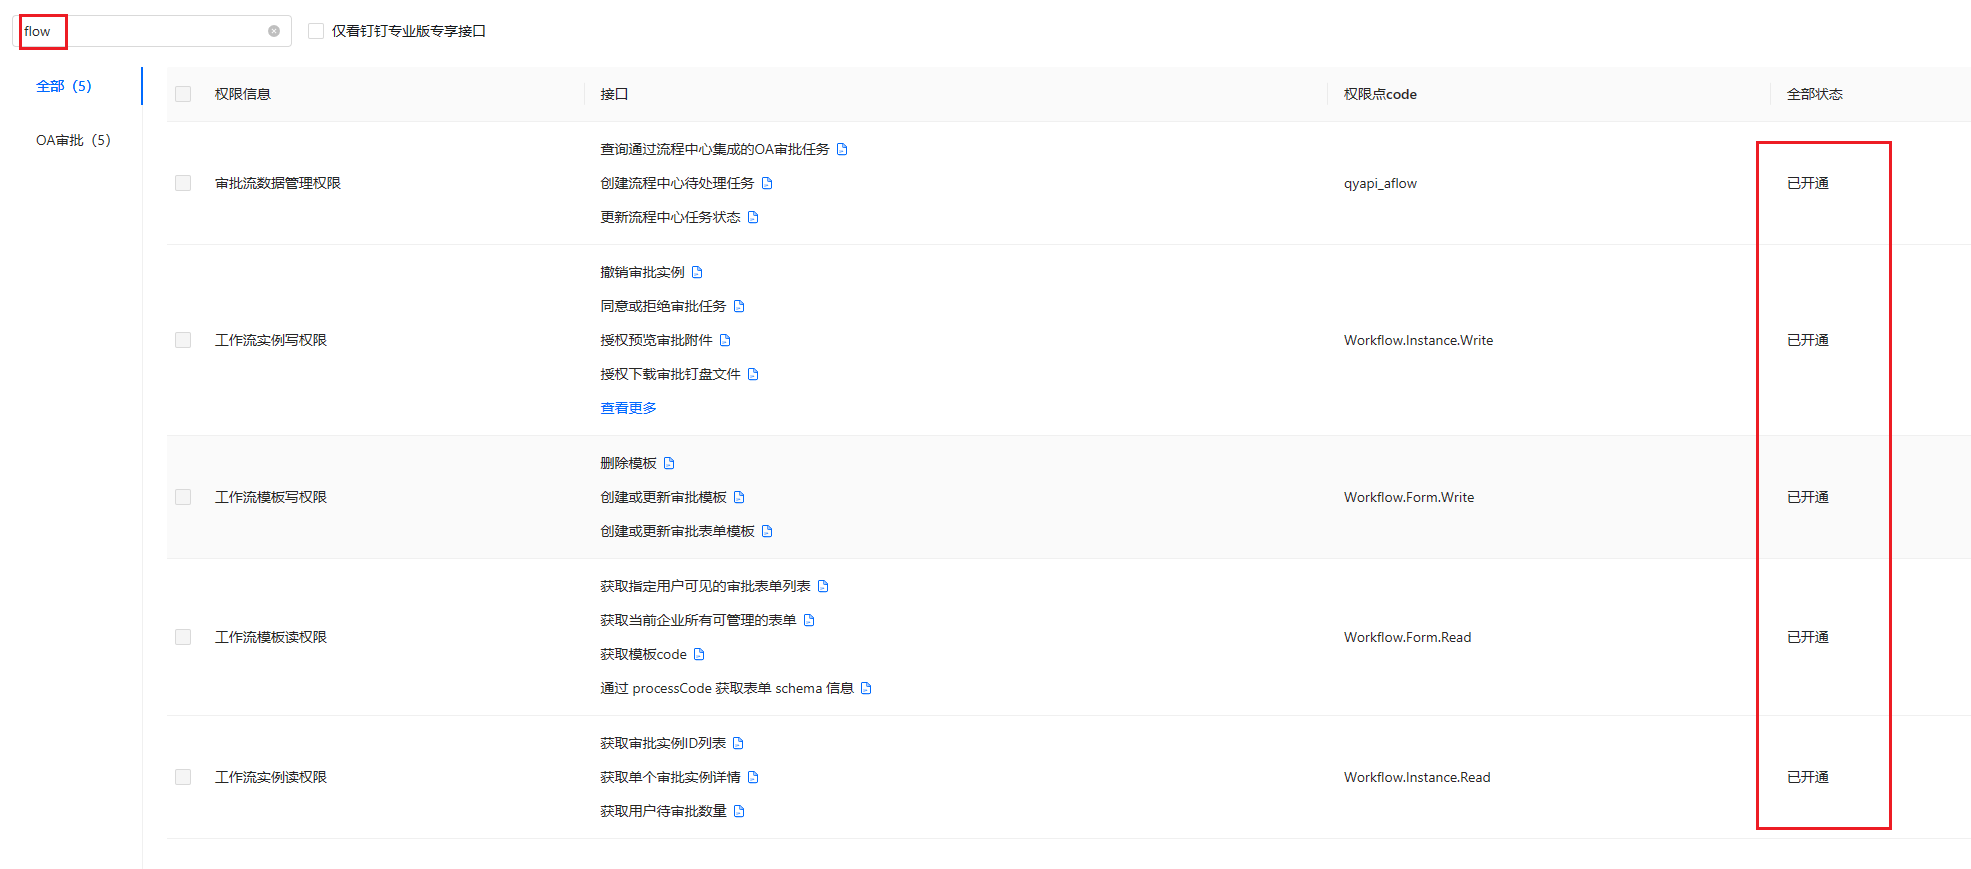 flow
仅看钉钉专业版专享接口
全部（5）
OA审批（5）
权限信息 接口 权限点code 全部状态
查询通过流程中心集成的OA审批任务
审批流数据管理权限 创建流程中心待处理任务 qyapi_aflow 已开通
更新流程中心任务状态
撤销审批实例
同意或拒绝审批任务
工作流实例写权限 授权预览审批附件 Workflow.Instance.Write 已开通
授权下载审批钉盘文件
查看更多
删除模板
工作流模板写权限 创建或更新审批模板 Workflow.Form.Write 已开通
创建或更新审批表单模板
获取指定用户可见的审批表单列表
获取当前企业所有可管理的表单
工作流模板读权限 Workflow.Form.Read 已开通
获取模板code
通过 processCode 获取表单 schema 信息
获取审批实例ID列表
工作流实例读权限 获取单个审批实例详情 Workflow.Instance.Read 已开通
获取用户待审批数量